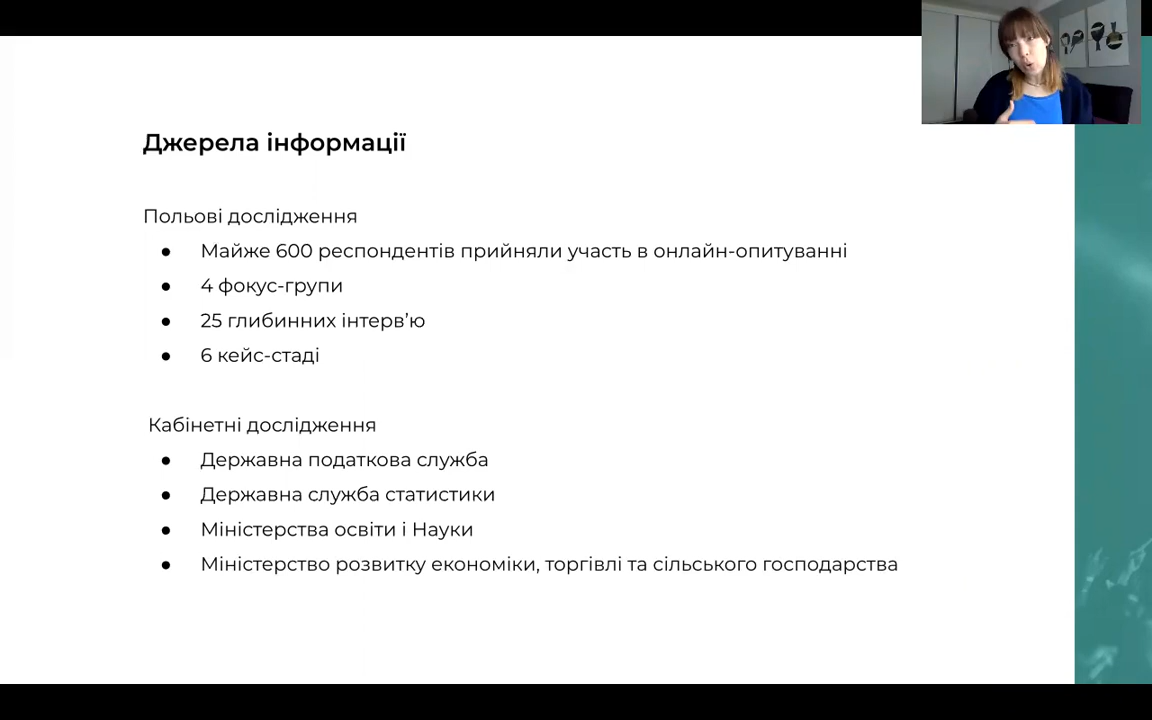 Джерела інформації
Польові дослідження
● Майже 600 респондентів прийняли участь в онлайн-опитуванні
● 4 фокус-групи
● 25 глибинних інтерв’ю
● 6 кейс-стаді
Кабінетні дослідження
● Державна податкова служба
● Державна служба статистики
● Міністерства освіти і Науки
● Міністерство розвитку економіки, торгівлі та сільського господарства